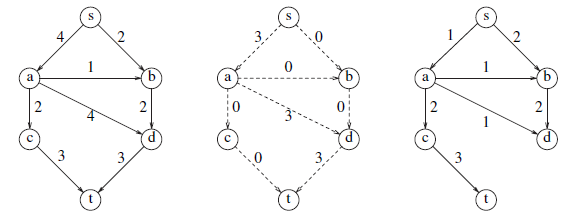 s s s
4 2 3 0 1 2
1 0 1
a b a b a b
2 4 2 0 3 0 2 1 2
c d c d c d
3 3 0 3 3
t t t